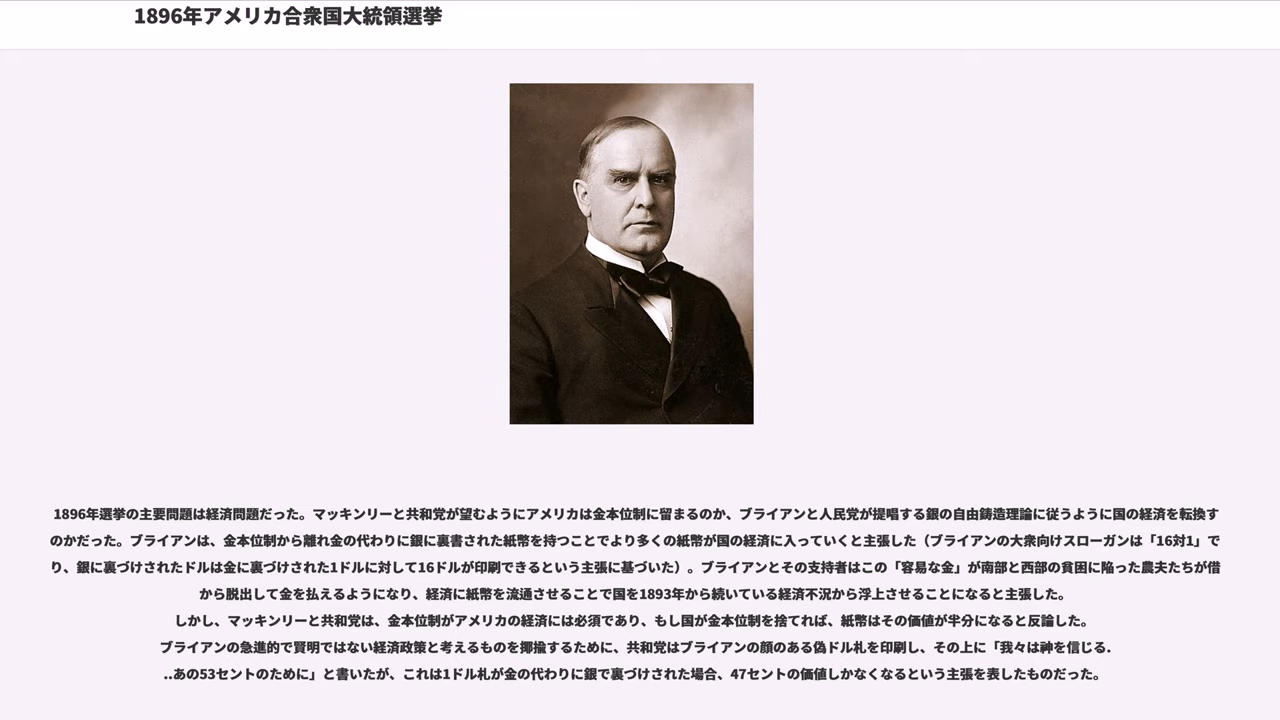 1896年アメリカ合衆国大統領選挙
1896年選挙の主要問題は経済問題だった。マッキンリーと共和党が望むようにアメリカは金本位制に留まるのか、ブライアンと人民党が提唱する銀の自由鋳造理論に従うように国の経済を転換す
のかだった。ブライアンは、金本位制から離れ金の代わりに銀に裏書された紙幣を持つことでより多くの紙幣が国の経済に入っていくと主張した（ブライアンの大衆向けスローガンは「16対1」で
り、銀に裏づけされたドルは金に裏づけされた1ドルに対して16ドルが印刷できるという主張に基づいた）。ブライアンとその支持者はこの「容易な金」が南部と西部の貧困に陥った農夫たちが借
から脱出して金を払えるようになり、経済に紙幣を流通させることで国を1893年から続いている経済不況から浮上させることになると主張した。
しかし、マッキンリーと共和党は、金本位制がアメリカの経済には必須であり、もし国が金本位制を捨てれば、紙幣はその価値が半分になると反論した。
ブライアンの急進的で賢明ではない経済政策と考えるものを揶揄するために、共和党はブライアンの顔のある偽ドル札を印刷し、その上に「我々は神を信じる.
..あの53セントのために」と書いたが、これは1ドル札が金の代わりに銀で裏づけされた場合、47セントの価値しかなくなるという主張を表したものだった。